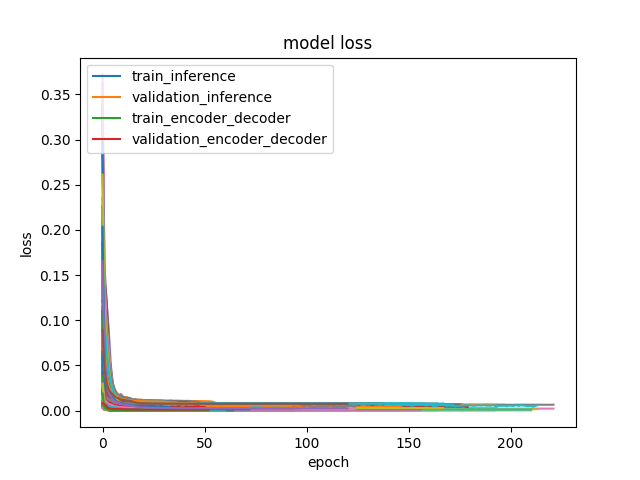 model loss
train_inference
validation_inference
train_encoder_decoder
validation_encoder_decoder
0.35
0.30
0.25
0.20
0.15
0.10
0.05
0.00
loss
0 50 100 150 200
epoch